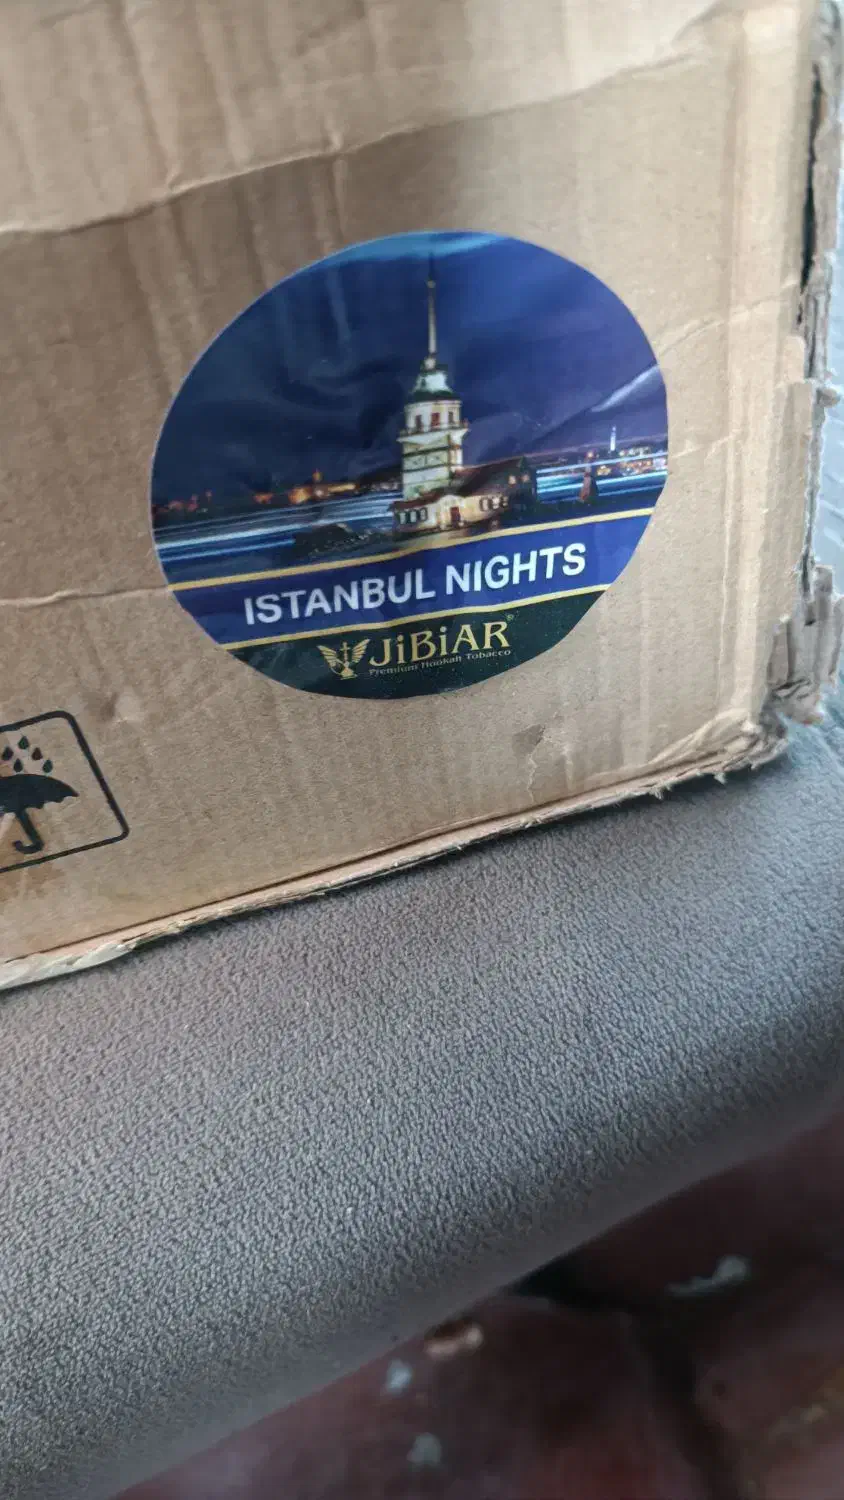 ISTANBUL NIGHTS
JiBiAR®
Premium Hookah Tobacco